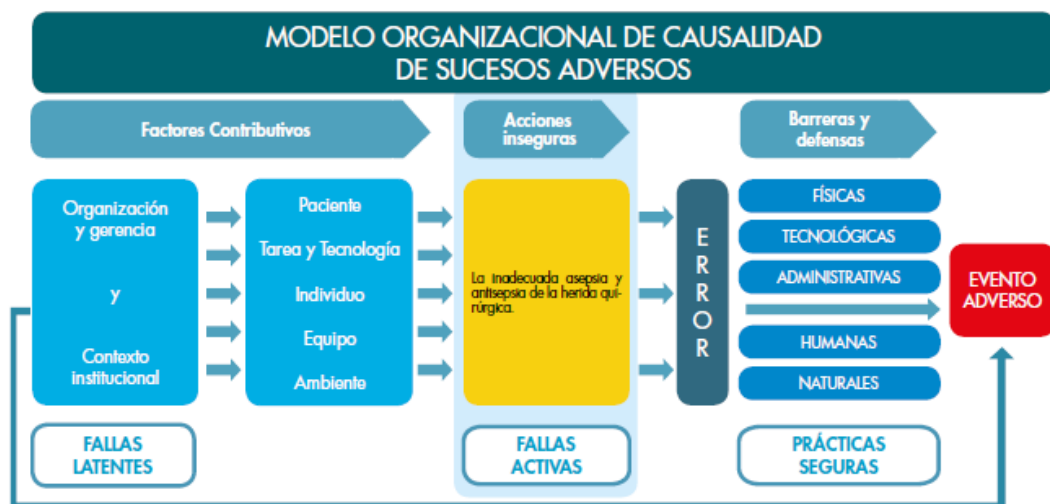 MODELO ORGANIZACIONAL DE CAUSALIDAD
DE SUCESOS ADVERSOS
Factores Contributivos
Acciones
inseguras
Barreras y
defensas
Organización
y gerencia
y
Contexto
institucional
Paciente
Tarea y Tecnología
Individuo
Equipo
Ambiente
La inadecuada asepsia y
antisepsia de la herida qui-
rúrgica.
ERROR
FÍSICAS
TECNOLÓGICAS
ADMINISTRATIVAS
HUMANAS
NATURALES
EVENTO
ADVERSO
FALLAS
LATENTES
FALLAS
ACTIVAS
PRÁCTICAS
SEGURAS